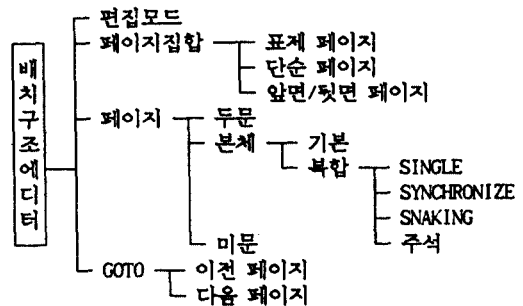 배치구조에디터
편집모드
페이지집합
표제 페이지
단순 페이지
앞면/뒷면 페이지
페이지
두문
본체
기본
복합
SINGLE
SYNCHRONIZE
SNAKING
주석
미문
GOTO
이전 페이지
다음 페이지